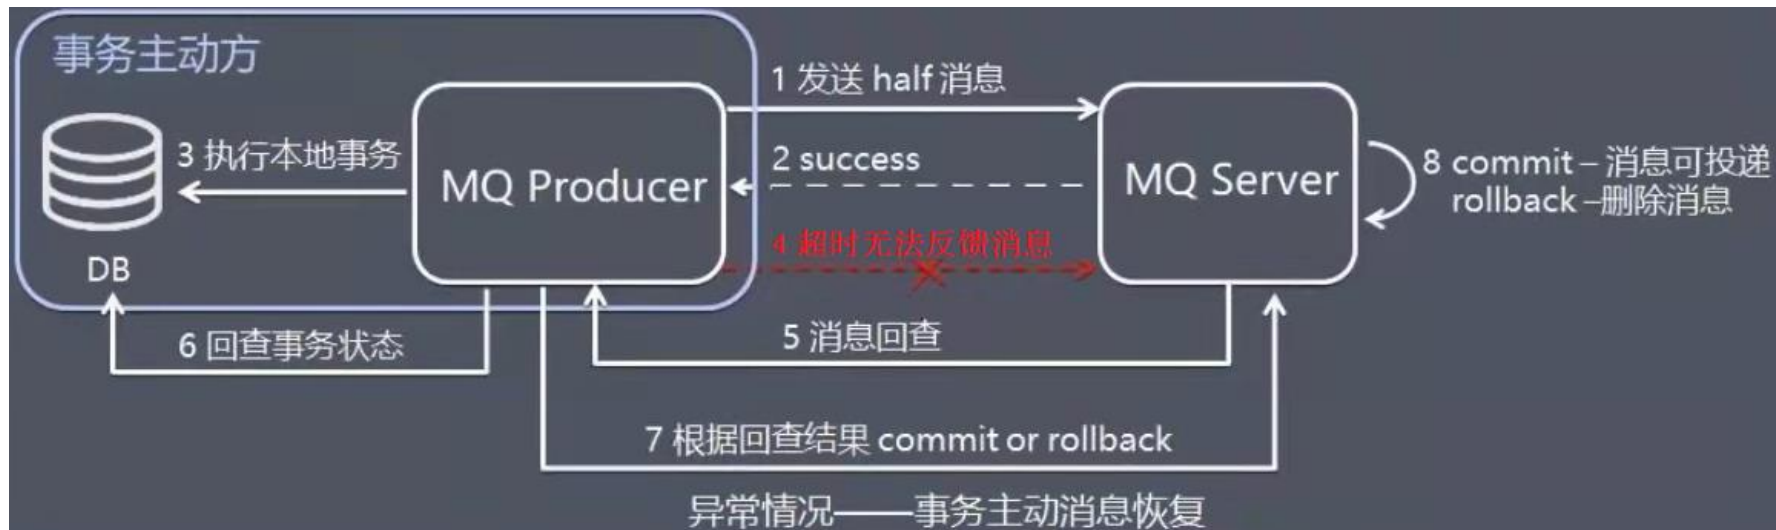 事务主动方
1 发送 half 消息
3 执行本地事务
2 success
MQ Producer
MQ Server
8 commit – 消息可投递
rollback –删除消息
4 超时无法反馈消息
DB
6 回查事务状态
5 消息回查
7 根据回查结果 commit or rollback
异常情况——事务主动消息恢复